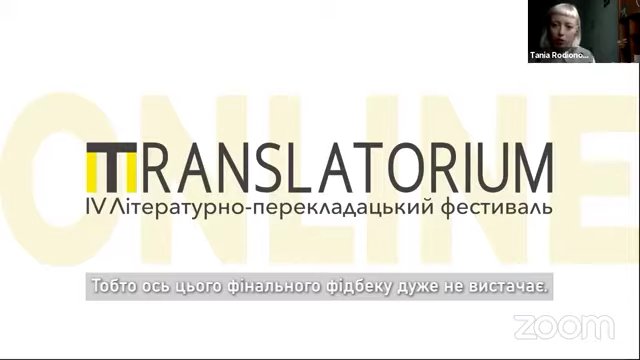 Tania Rodiono...
ONLINE
TRANSLATORIUM
IV Літературно-перекладацький фестиваль
Тобто ось цього фінального фідбеку дуже не вистачає.
zoom